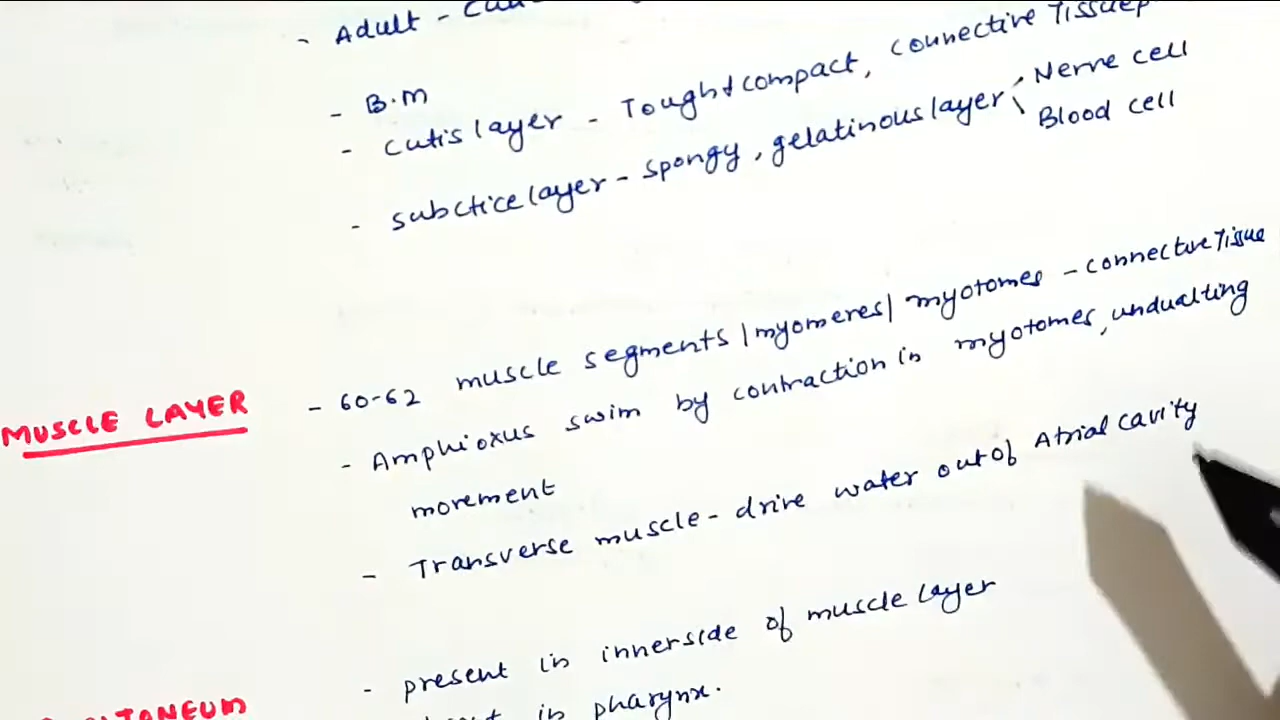 - Adult -
- B.M
- cutis layer - Tough+compact, connective Tissue
- subctice layer - spongy, gelatinous layer
Nerve cell
Blood cell
MUSCLE LAYER
- 60-62 muscle segments/myomeres/myotomes - connective Tissue
- Amphioxus swim by contraction in myotomes, undualting
movement
- Transverse muscle - drive water out of Atrial cavity
- present in innerside of muscle layer
in pharynx.